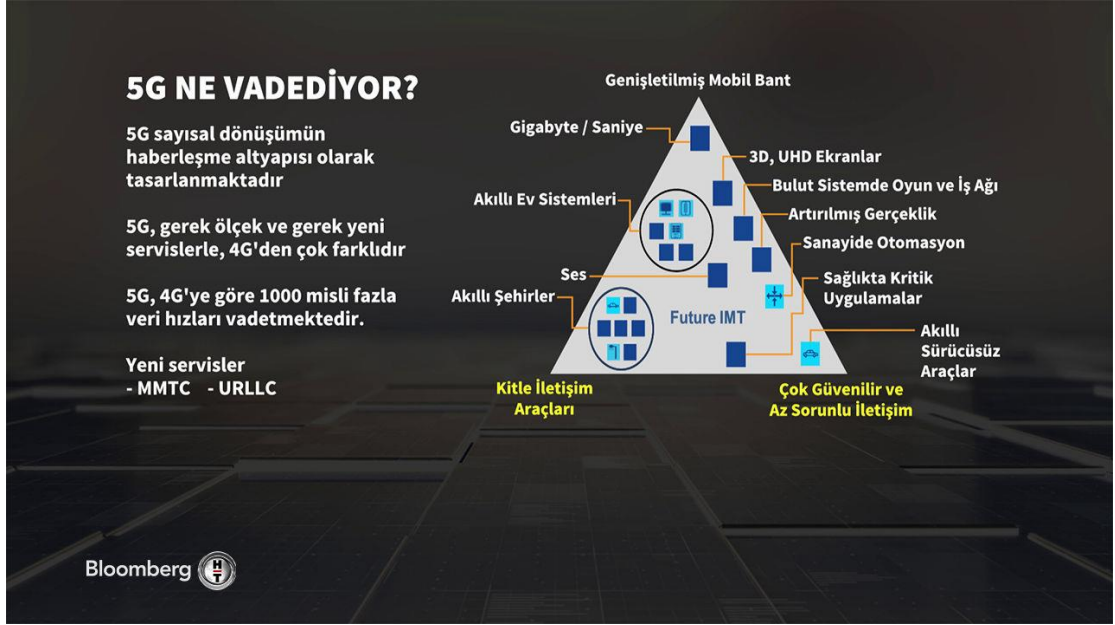 5G NE VADEDİYOR?
5G sayısal dönüşümün
haberleşme altyapısı olarak
tasarlanmaktadır
5G, gerek ölçek ve gerek yeni
servislerle, 4G'den çok farklıdır
5G, 4G'ye göre 1000 misli fazla
veri hızları vadetmektedir.
Yeni servisler
- MMTC - URLLC
Genişletilmiş Mobil Bant
Gigabyte / Saniye
3D, UHD Ekranlar
Bulut Sistemde Oyun ve İş Ağı
Akıllı Ev Sistemleri
Artırılmış Gerçeklik
Sanayide Otomasyon
Ses
Sağlıkta Kritik
Uygulamalar
Akıllı Şehirler
Future IMT
Akıllı
Sürücüsüz
Araçlar
Kitle İletişim
Araçları
Çok Güvenilir ve
Az Sorunlu İletişim
Bloomberg HT